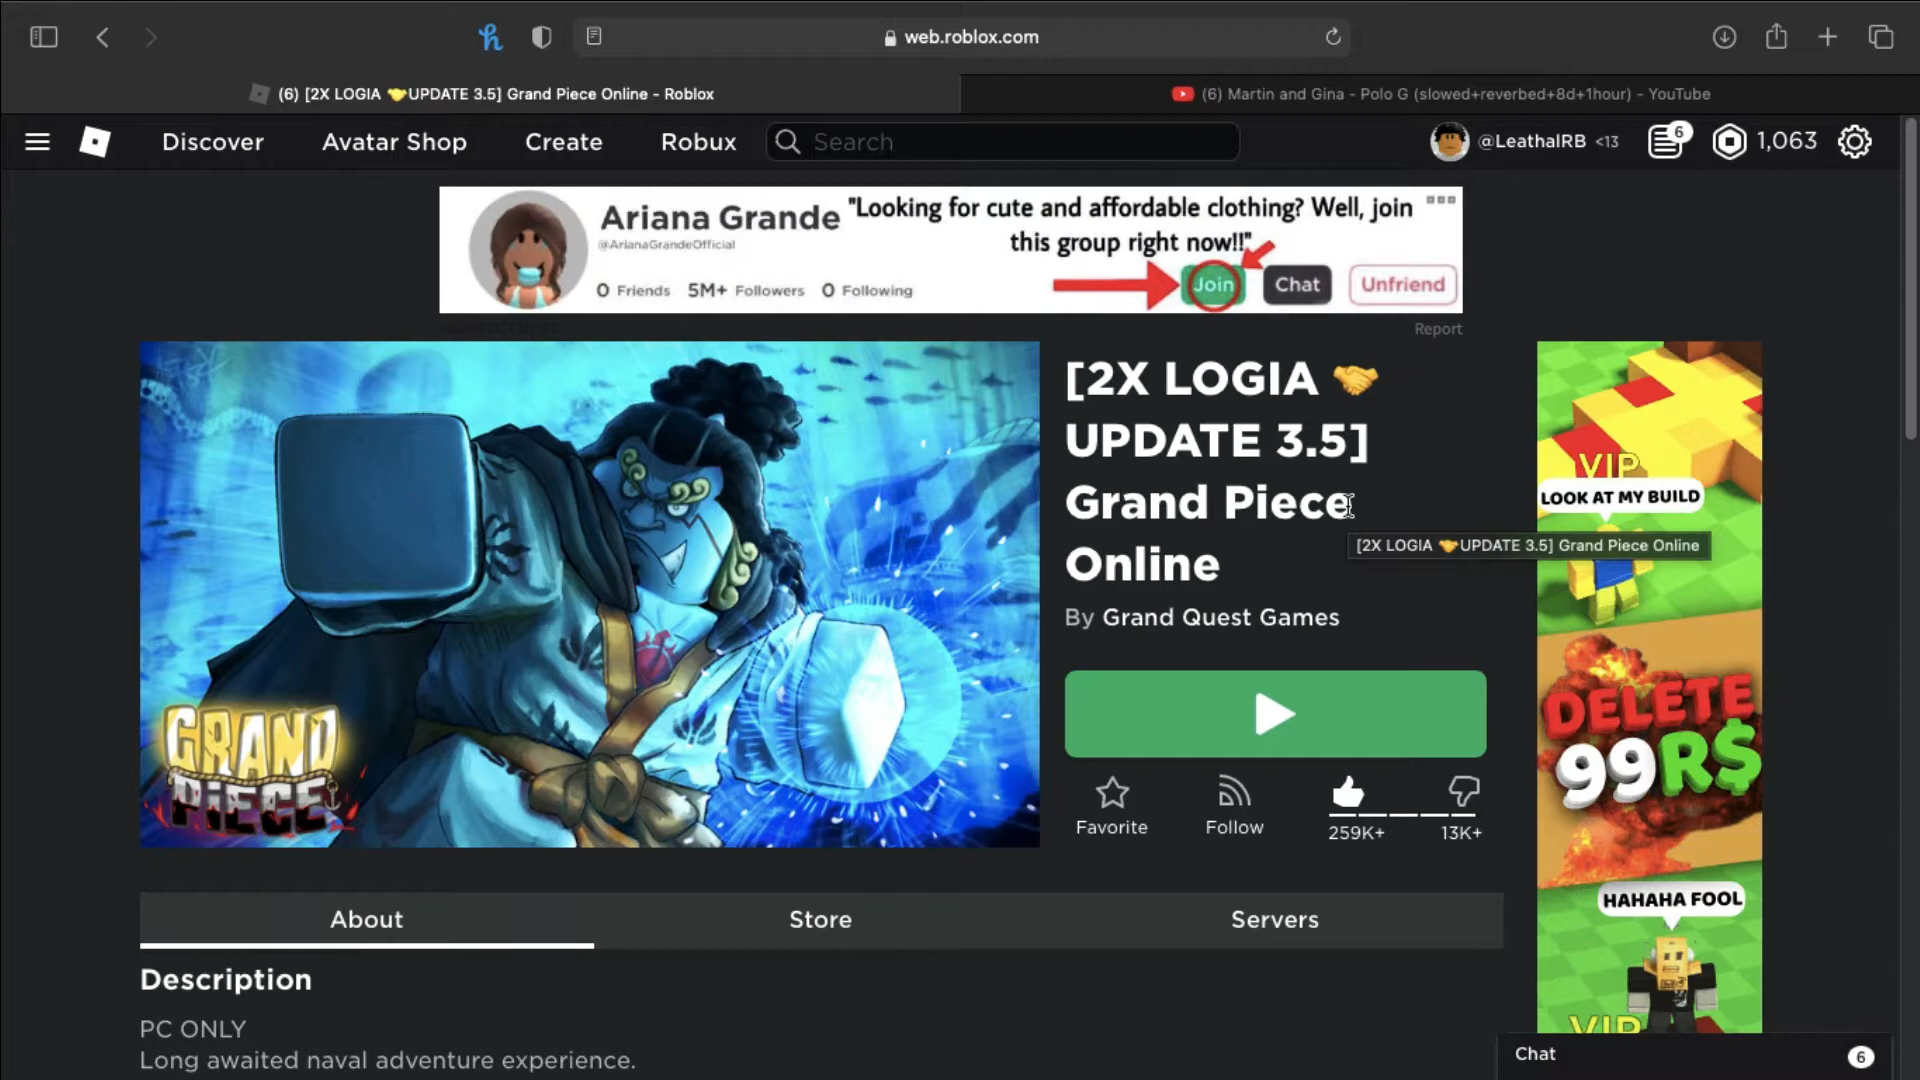 web.roblox.com
(6) [2X LOGIA 🤝UPDATE 3.5] Grand Piece Online - Roblox
(6) Martin and Gina - Polo G (slowed+reverbed+8d+1hour) - YouTube
Discover
Avatar Shop
Create
Robux
Search
@LeathalRB <13
6
1,063
Ariana Grande
@ArianaGrandeOfficial
0 Friends
5M+ Followers
0 Following
"Looking for cute and affordable clothing? Well, join
this group right now!!"
Join
Chat
Unfriend
Report
GRAND
PIECE
[2X LOGIA 🤝
UPDATE 3.5]
Grand Piece
Online
[2X LOGIA 🤝UPDATE 3.5] Grand Piece Online
By Grand Quest Games
Favorite
Follow
259K+
13K+
VIP
LOOK AT MY BUILD
DELETE
99R$
HAHAHA FOOL
VIP
About
Store
Servers
Description
PC ONLY
Long awaited naval adventure experience.
Chat
6